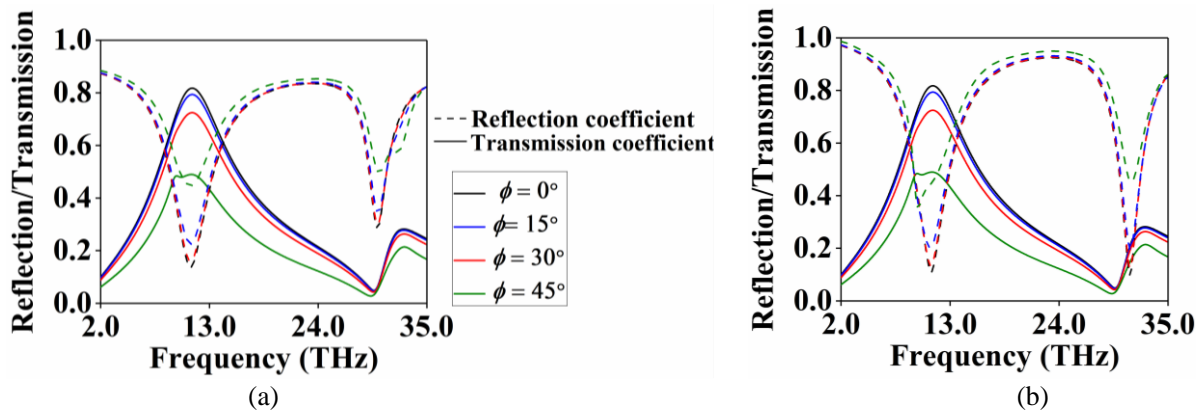 Reflection/Transmission
1.0
0.8
0.6
0.4
0.2
0.0
2.0 13.0 24.0 35.0
Frequency (THz)
(a)
Reflection coefficient
Transmission coefficient
ϕ = 0°
ϕ= 15°
ϕ = 30°
ϕ = 45°
Reflection/Transmission
1.0
0.8
0.6
0.4
0.2
0.0
2.0 13.0 24.0 35.0
Frequency (THz)
(b)